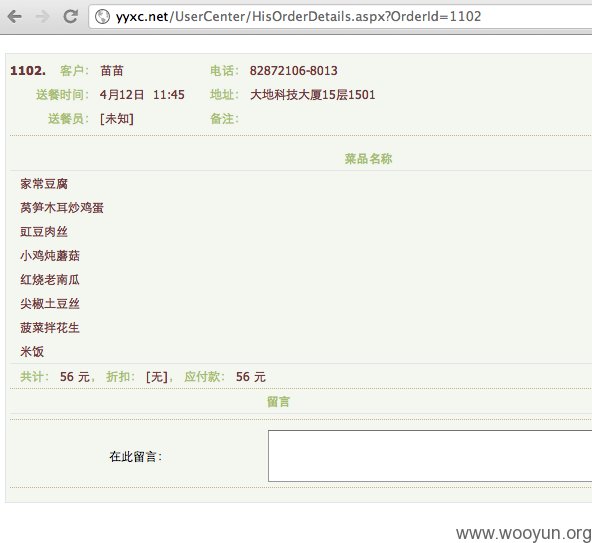 yyxc.net/UserCenter/HisOrderDetails.aspx?OrderId=1102
1102. 客户： 苗苗 电话： 82872106-8013
送餐时间： 4月12日 11:45 地址： 大地科技大厦15层1501
送餐员： [未知] 备注：
菜品名称
家常豆腐
莴笋木耳炒鸡蛋
豇豆肉丝
小鸡炖蘑菇
红烧老南瓜
尖椒土豆丝
菠菜拌花生
米饭
共计： 56 元， 折扣： [无]， 应付款： 56 元
留言
在此留言：
www.wooyun.org